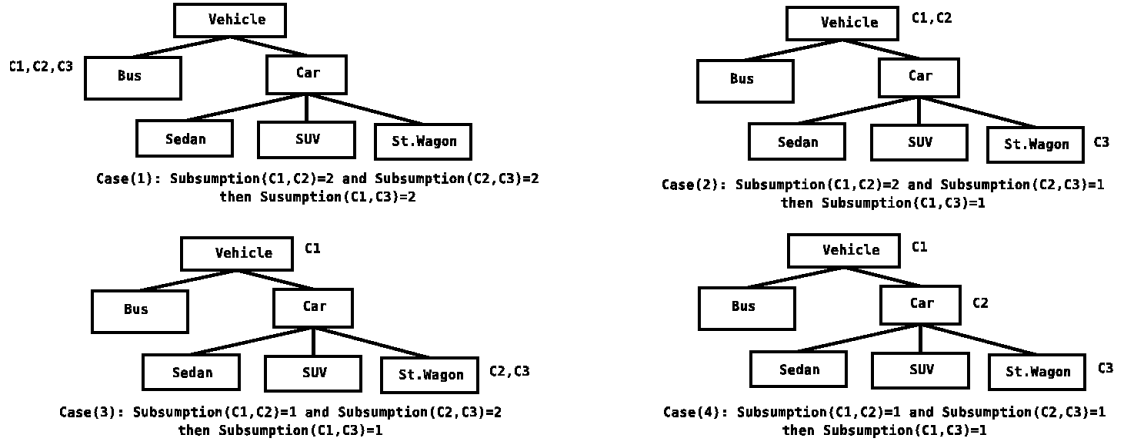 Vehicle
C1,C2,C3
Bus
Car
Sedan
SUV
St.Wagon
Case(1): Subsumption(C1,C2)=2 and Subsumption(C2,C3)=2
then Susumption(C1,C3)=2
Vehicle
C1,C2
Bus
Car
Sedan
SUV
St.Wagon
C3
Case(2): Subsumption(C1,C2)=2 and Subsumption(C2,C3)=1
then Subsumption(C1,C3)=1
Vehicle
C1
Bus
Car
Sedan
SUV
St.Wagon
C2,C3
Case(3): Subsumption(C1,C2)=1 and Subsumption(C2,C3)=2
then Subsumption(C1,C3)=1
Vehicle
C1
Bus
Car
C2
Sedan
SUV
St.Wagon
C3
Case(4): Subsumption(C1,C2)=1 and Subsumption(C2,C3)=1
then Subsumption(C1,C3)=1